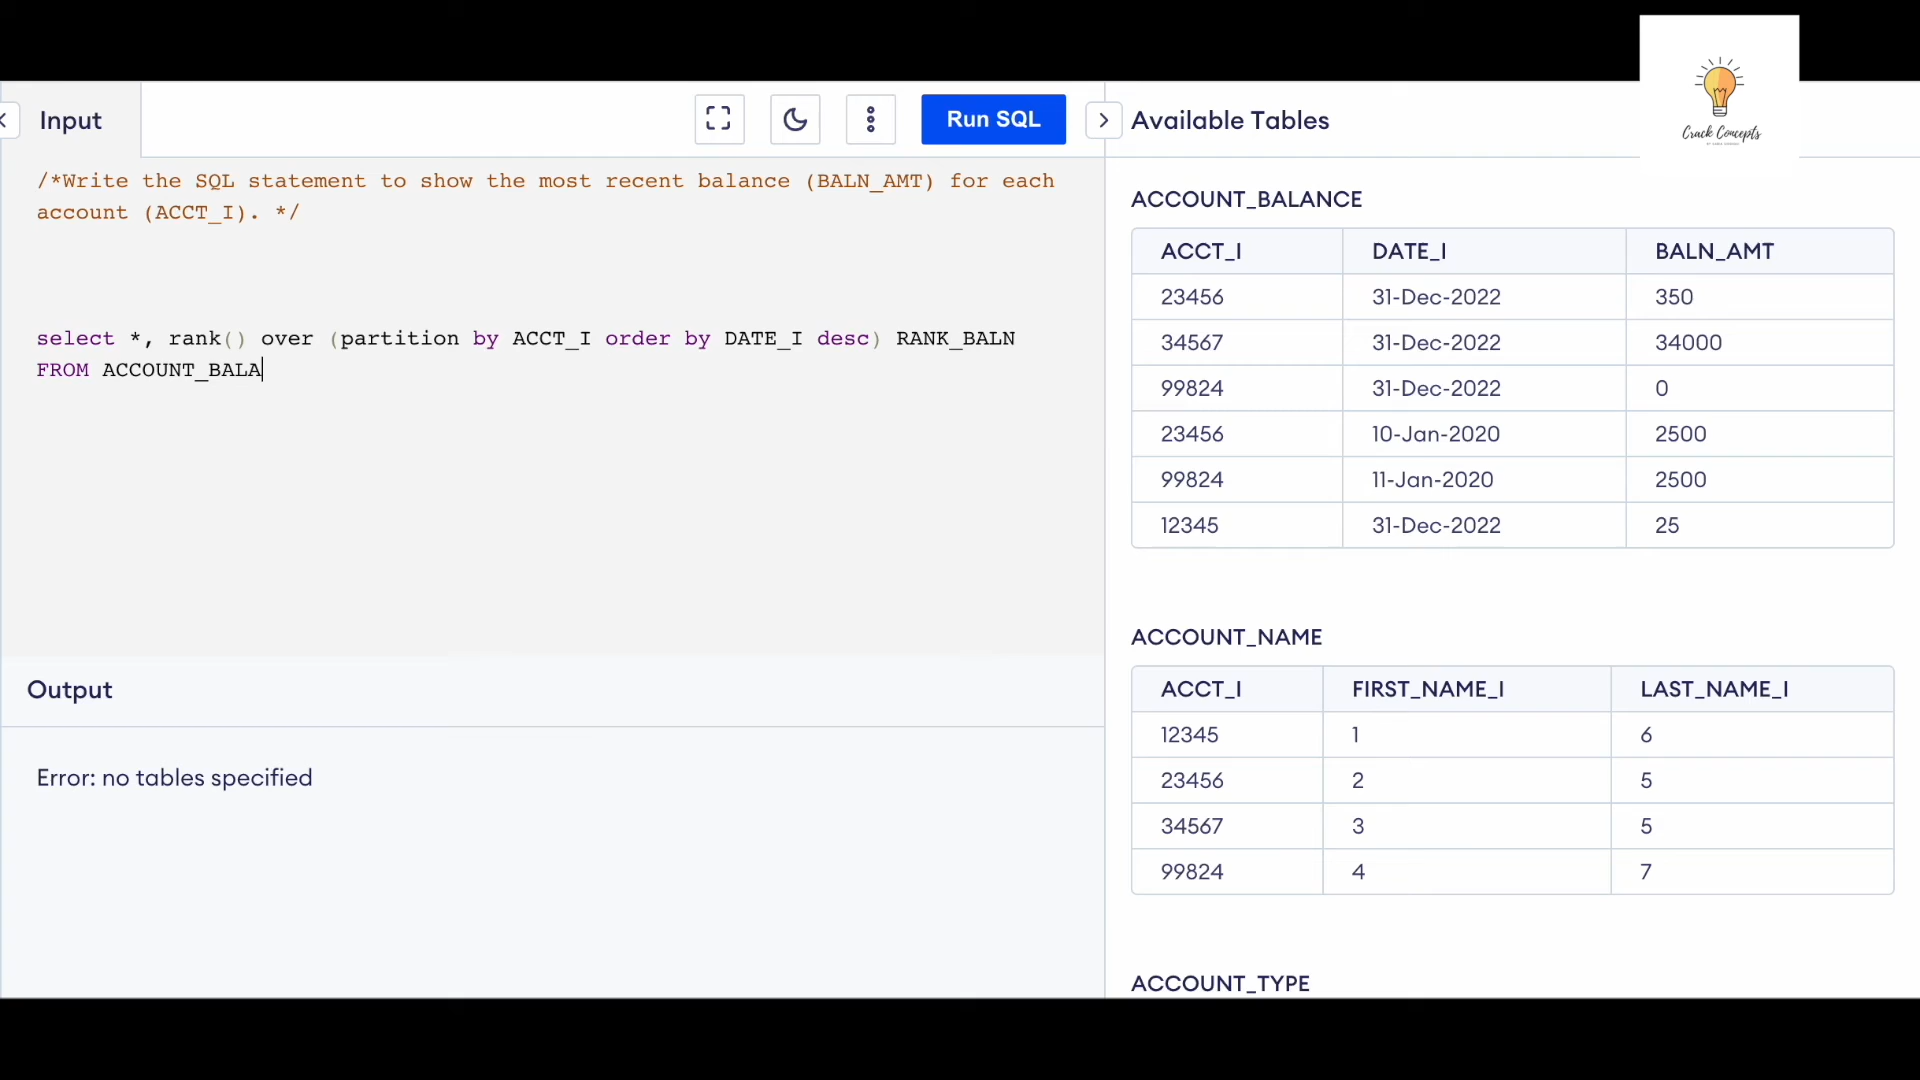 Input
Run SQL
Available Tables
Crack Concepts
/*Write the SQL statement to show the most recent balance (BALN_AMT) for each
account (ACCT_I). */
select *, rank() over (partition by ACCT_I order by DATE_I desc) RANK_BALN
FROM ACCOUNT_BALA
Output
Error: no tables specified
ACCOUNT_BALANCE
ACCT_I DATE_I BALN_AMT
23456 31-Dec-2022 350
34567 31-Dec-2022 34000
99824 31-Dec-2022 0
23456 10-Jan-2020 2500
99824 11-Jan-2020 2500
12345 31-Dec-2022 25
ACCOUNT_NAME
ACCT_I FIRST_NAME_I LAST_NAME_I
12345 1 6
23456 2 5
34567 3 5
99824 4 7
ACCOUNT_TYPE